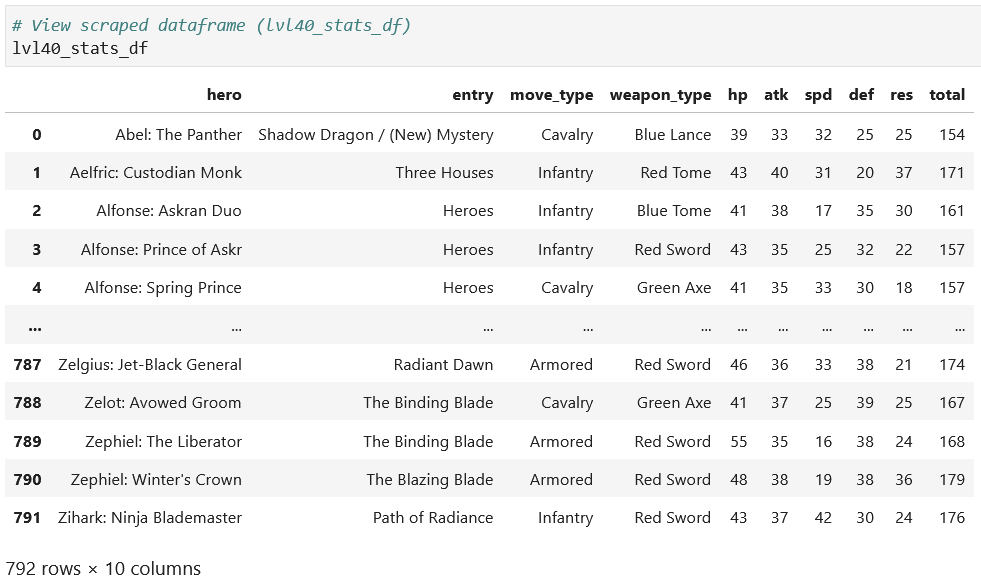 # View scraped dataframe (lvl40_stats_df)
lvl40_stats_df
hero entry move_type weapon_type hp atk spd def res total
0 Abel: The Panther Shadow Dragon / (New) Mystery Cavalry Blue Lance 39 33 32 25 25 154
1 Aelfric: Custodian Monk Three Houses Infantry Red Tome 43 40 31 20 37 171
2 Alfonse: Askran Duo Heroes Infantry Blue Tome 41 38 17 35 30 161
3 Alfonse: Prince of Askr Heroes Infantry Red Sword 43 35 25 32 22 157
4 Alfonse: Spring Prince Heroes Cavalry Green Axe 41 35 33 30 18 157
... ... ... ... ... ... ... ... ... ... ...
787 Zelgius: Jet-Black General Radiant Dawn Armored Red Sword 46 36 33 38 21 174
788 Zelot: Avowed Groom The Binding Blade Cavalry Green Axe 41 37 25 39 25 167
789 Zephiel: The Liberator The Binding Blade Armored Red Sword 55 35 16 38 24 168
790 Zephiel: Winter's Crown The Blazing Blade Armored Red Sword 48 38 19 38 36 179
791 Zihark: Ninja Blademaster Path of Radiance Infantry Red Sword 43 37 42 30 24 176
792 rows × 10 columns